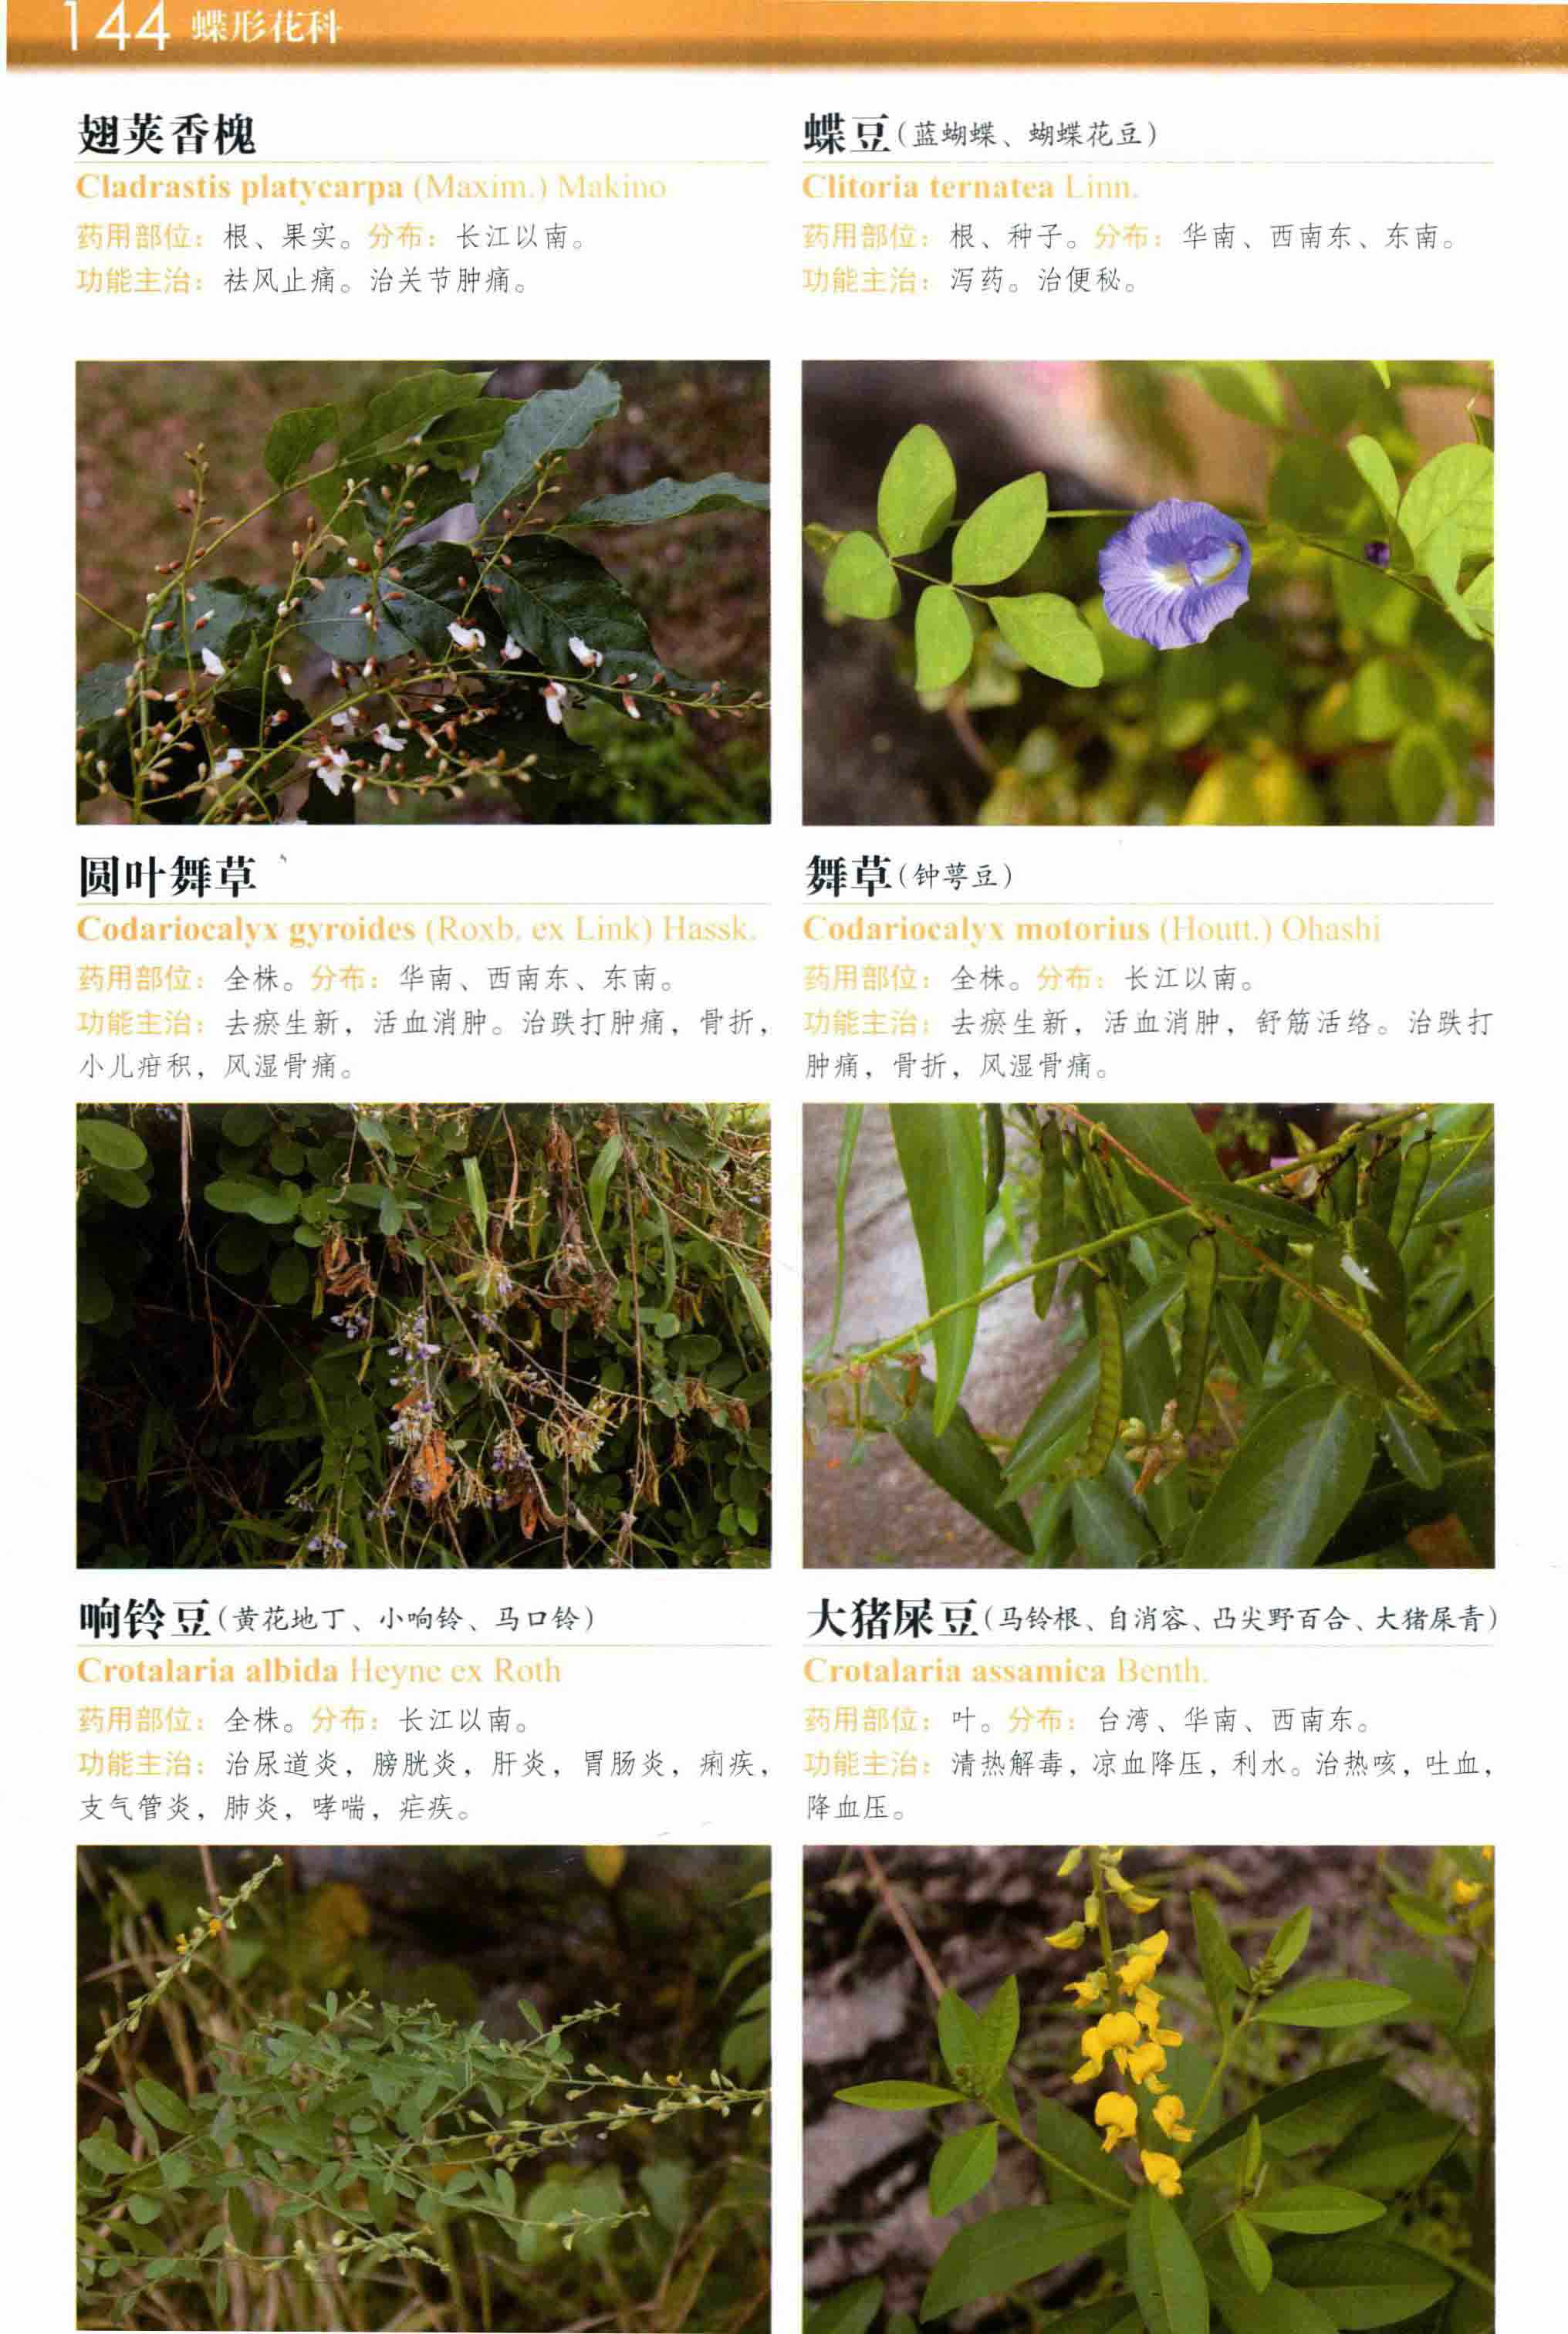 144 蝶形花科
翅荚香槐
Cladrastis platycarpa (Maxim.) Makino
药用部位：根、果实。分布：长江以南。
功能主治：祛风止痛。治关节肿痛。
蝶豆(蓝蝴蝶、蝴蝶花豆)
Clitoria ternatea Linn.
药用部位：根、种子。分布：华南、西南东、东南。
功能主治：泻药。治便秘。
圆叶舞草
Codariocalyx gyroides (Roxb. ex Link) Hassk.
药用部位：全株。分布：华南、西南东、东南。
功能主治：去瘀生新，活血消肿。治跌打肿痛，骨折，
小儿疳积，风湿骨痛。
舞草(钟萼豆)
Codariocalyx motorius (Houtt.) Ohashi
药用部位：全株。分布：长江以南。
功能主治：去瘀生新，活血消肿，舒筋活络。治跌打
肿痛，骨折，风湿骨痛。
响铃豆(黄花地丁、小响铃、马口铃)
Crotalaria albida Heyne ex Roth
药用部位：全株。分布：长江以南。
功能主治：治尿道炎，膀胱炎，肝炎，胃肠炎，痢疾，
支气管炎，肺炎，哮喘，疟疾。
大猪屎豆(马铃根、自消容、凸尖野百合、大猪屎青)
Crotalaria assamica Benth.
药用部位：叶。分布：台湾、华南、西南东。
功能主治：清热解毒，凉血降压，利水。治热咳，吐血，
降血压。